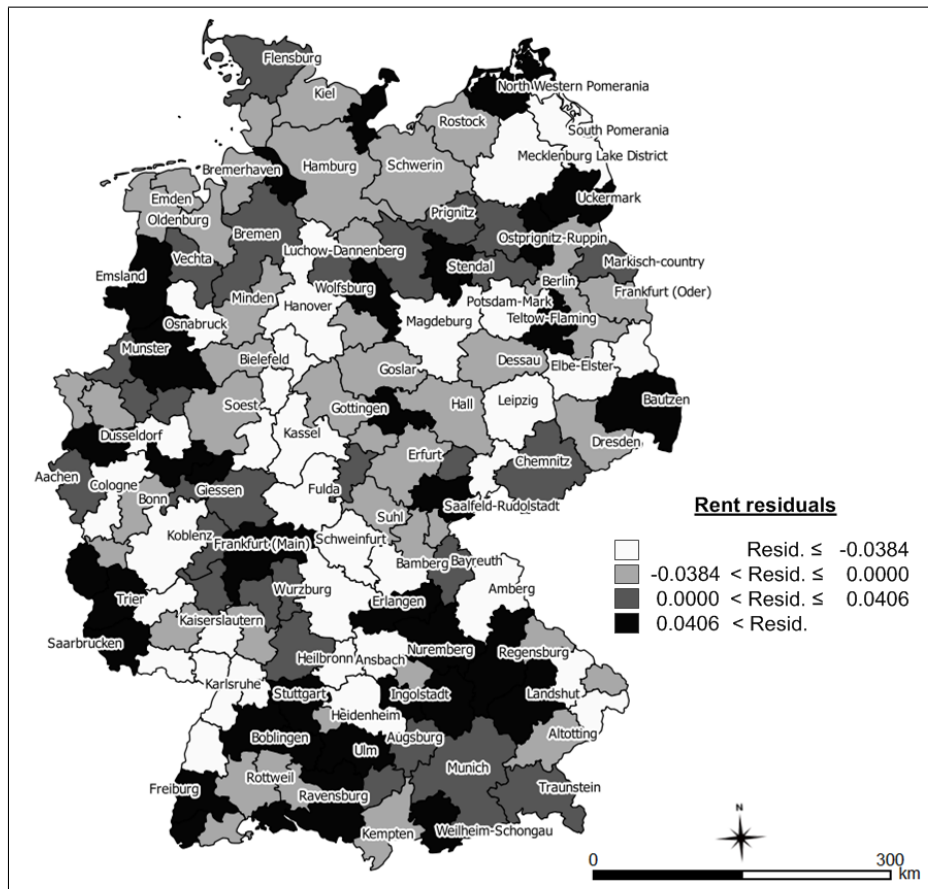 Flensburg
Kiel
North Western Pomerania
Rostock
South Pomerania
Mecklenburg Lake District
Bremerhaven
Hamburg
Schwerin
Emden
Uckermark
Oldenburg
Prignitz
Bremen
Ostprignitz-Ruppin
Luchow-Dannenberg
Vechta
Stendal
Markisch-country
Emsland
Berlin
Wolfsburg
Frankfurt (Oder)
Minden
Hanover
Potsdam-Mark
Teltow-Flaming
Osnabruck
Magdeburg
Munster
Bielefeld
Dessau
Elbe-Elster
Goslar
Soest
Gottingen
Hall
Leipzig
Bautzen
Düsseldorf
Kassel
Dresden
Erfurt
Chemnitz
Aachen
Cologne
Bonn
Giessen
Fulda
Saalfeld-Rudolstadt
Suhl
Koblenz
Frankfurt (Main)
Schweinfurt
Bamberg
Bayreuth
Trier
Wurzburg
Amberg
Erlangen
Kaiserslautern
Saarbrucken
Heilbronn
Ansbach
Nuremberg
Regensburg
Karlsruhe
Stuttgart
Ingolstadt
Landshut
Heidenheim
Boblingen
Ulm
Augsburg
Altotting
Munich
Freiburg
Rottweil
Traunstein
Ravensburg
Kempten
Weilheim-Schongau
Rent residuals
Resid. ≤ -0.0384
-0.0384 < Resid. ≤ 0.0000
0.0000 < Resid. ≤ 0.0406
0.0406 < Resid.
N
0 300
km